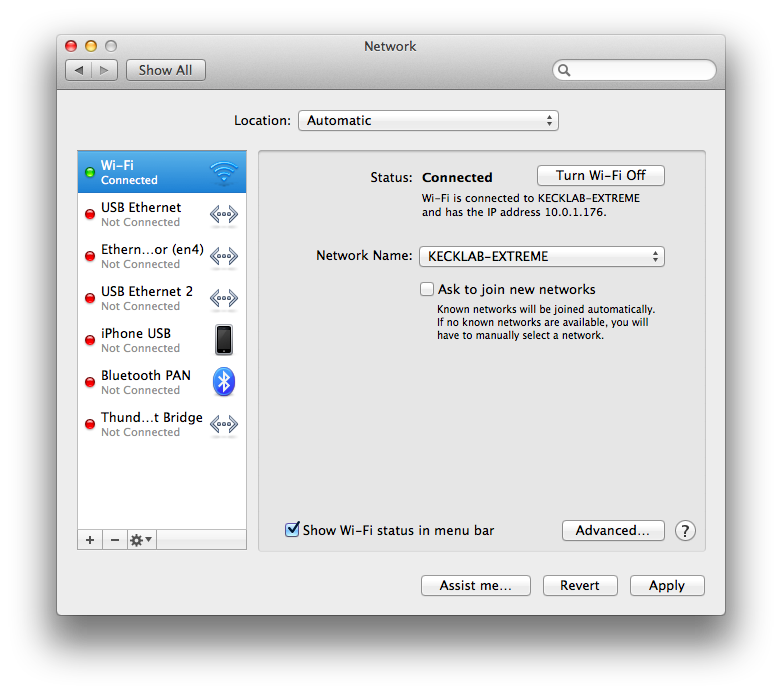 Network
Show All
Location: Automatic
Wi-Fi
Connected
USB Ethernet
Not Connected
Ethern...or (en4)
Not Connected
USB Ethernet 2
Not Connected
iPhone USB
Not Connected
Bluetooth PAN
Not Connected
Thund...t Bridge
Not Connected
+ −
Status: Connected
Turn Wi-Fi Off
Wi-Fi is connected to KECKLAB-EXTREME
and has the IP address 10.0.1.176.
Network Name: KECKLAB-EXTREME
Ask to join new networks
Known networks will be joined automatically.
If no known networks are available, you will
have to manually select a network.
Show Wi-Fi status in menu bar
Advanced... ?
Assist me... Revert Apply